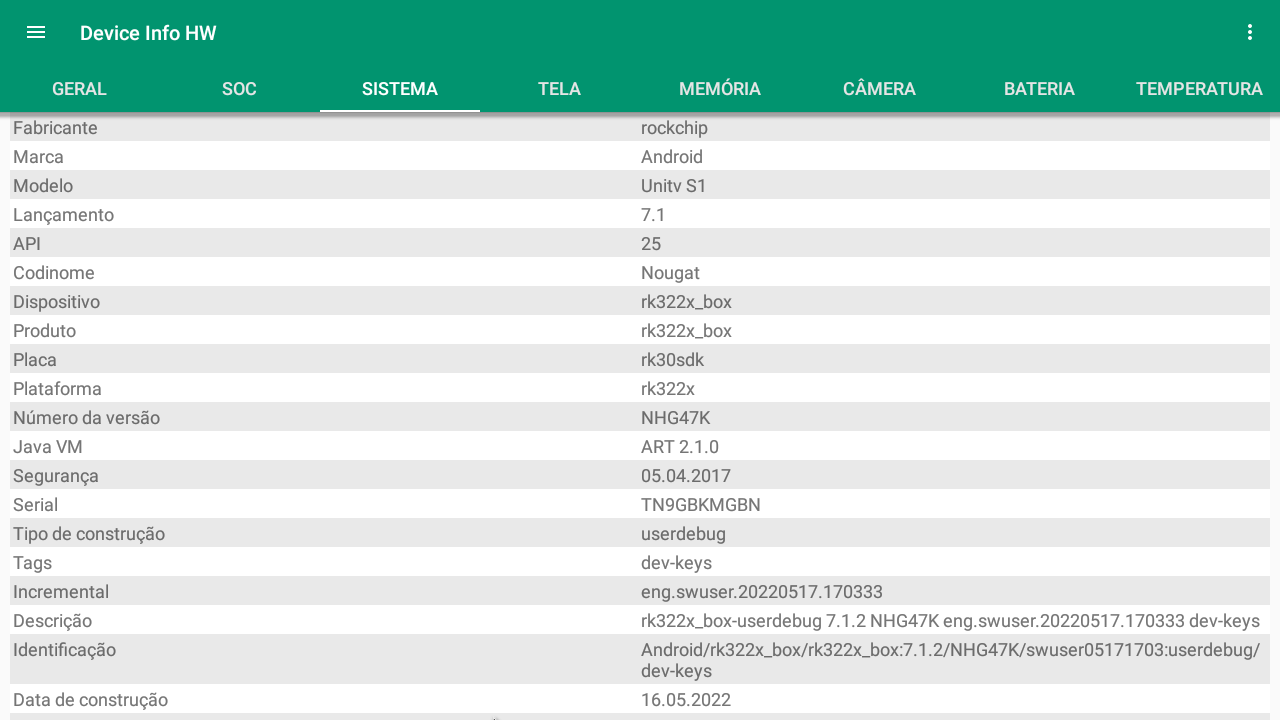 Device Info HW
GERAL SOC SISTEMA TELA MEMÓRIA CÂMERA BATERIA TEMPERATURA
Fabricante rockchip
Marca Android
Modelo Unitv S1
Lançamento 7.1
API 25
Codinome Nougat
Dispositivo rk322x_box
Produto rk322x_box
Placa rk30sdk
Plataforma rk322x
Número da versão NHG47K
Java VM ART 2.1.0
Segurança 05.04.2017
Serial TN9GBKMGBN
Tipo de construção userdebug
Tags dev-keys
Incremental eng.swuser.20220517.170333
Descrição rk322x_box-userdebug 7.1.2 NHG47K eng.swuser.20220517.170333 dev-keys
Identificação Android/rk322x_box/rk322x_box:7.1.2/NHG47K/swuser05171703:userdebug/
dev-keys
Data de construção 16.05.2022